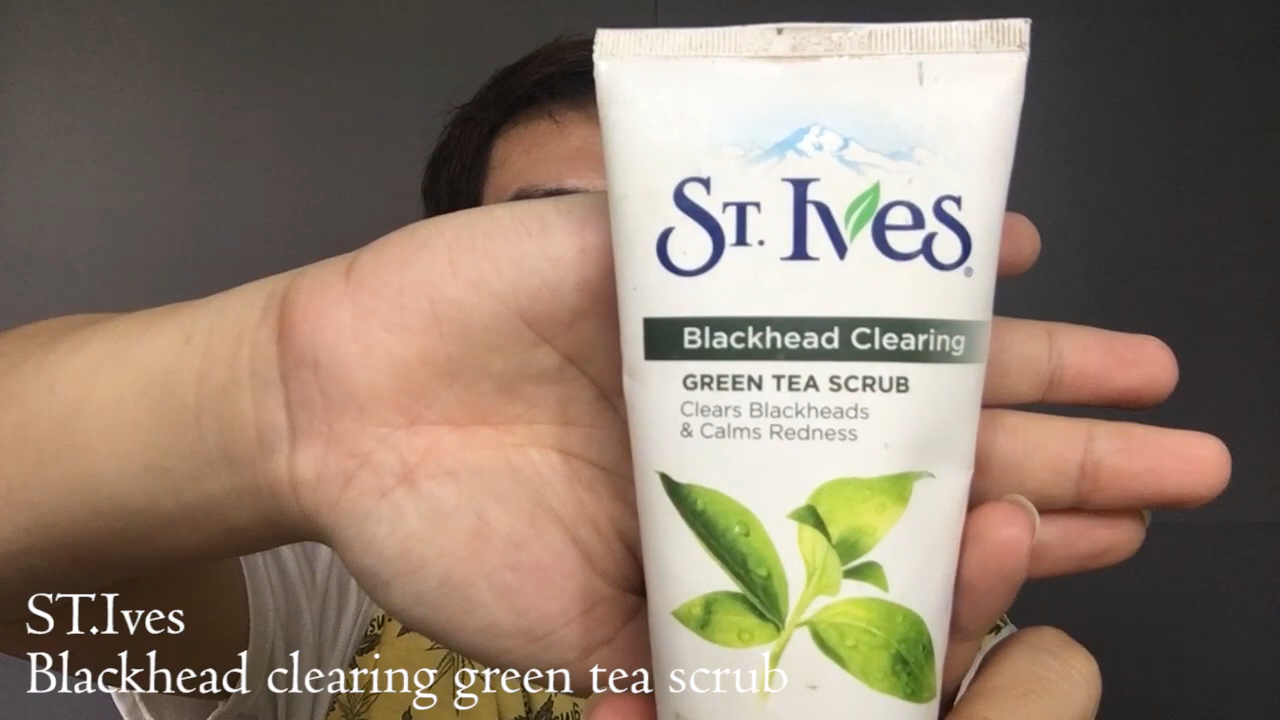 ST. Ives
Blackhead Clearing
GREEN TEA SCRUB
Clears Blackheads
& Calms Redness
ST.Ives
Blackhead clearing green tea scrub